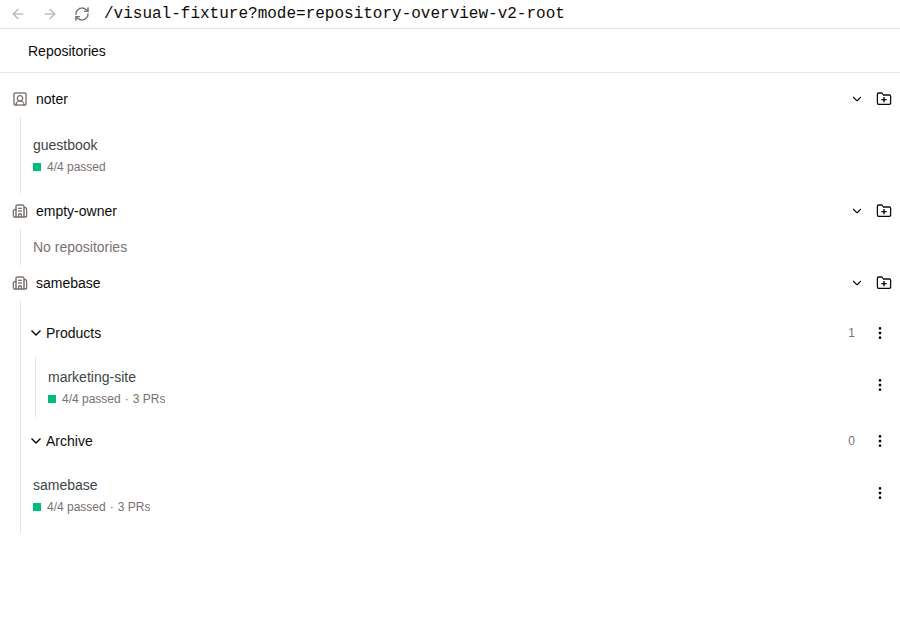 /visual-fixture?mode=repository-overview-v2-root
Repositories
noter
guestbook
4/4 passed
empty-owner
No repositories
samebase
Products 1
marketing-site
4/4 passed · 3 PRs
Archive 0
samebase
4/4 passed · 3 PRs